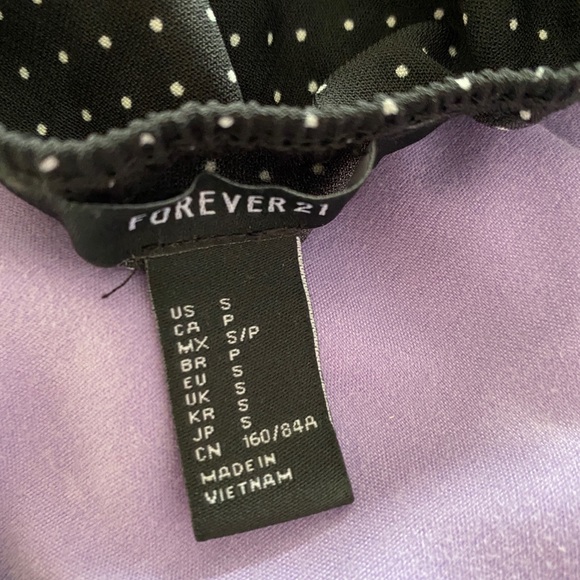 FOREVER 21
US S
CA P
MX S/P
BR P
EU S
UK S
KR S
JP S
CN 160/84A
MADE IN
VIETNAM